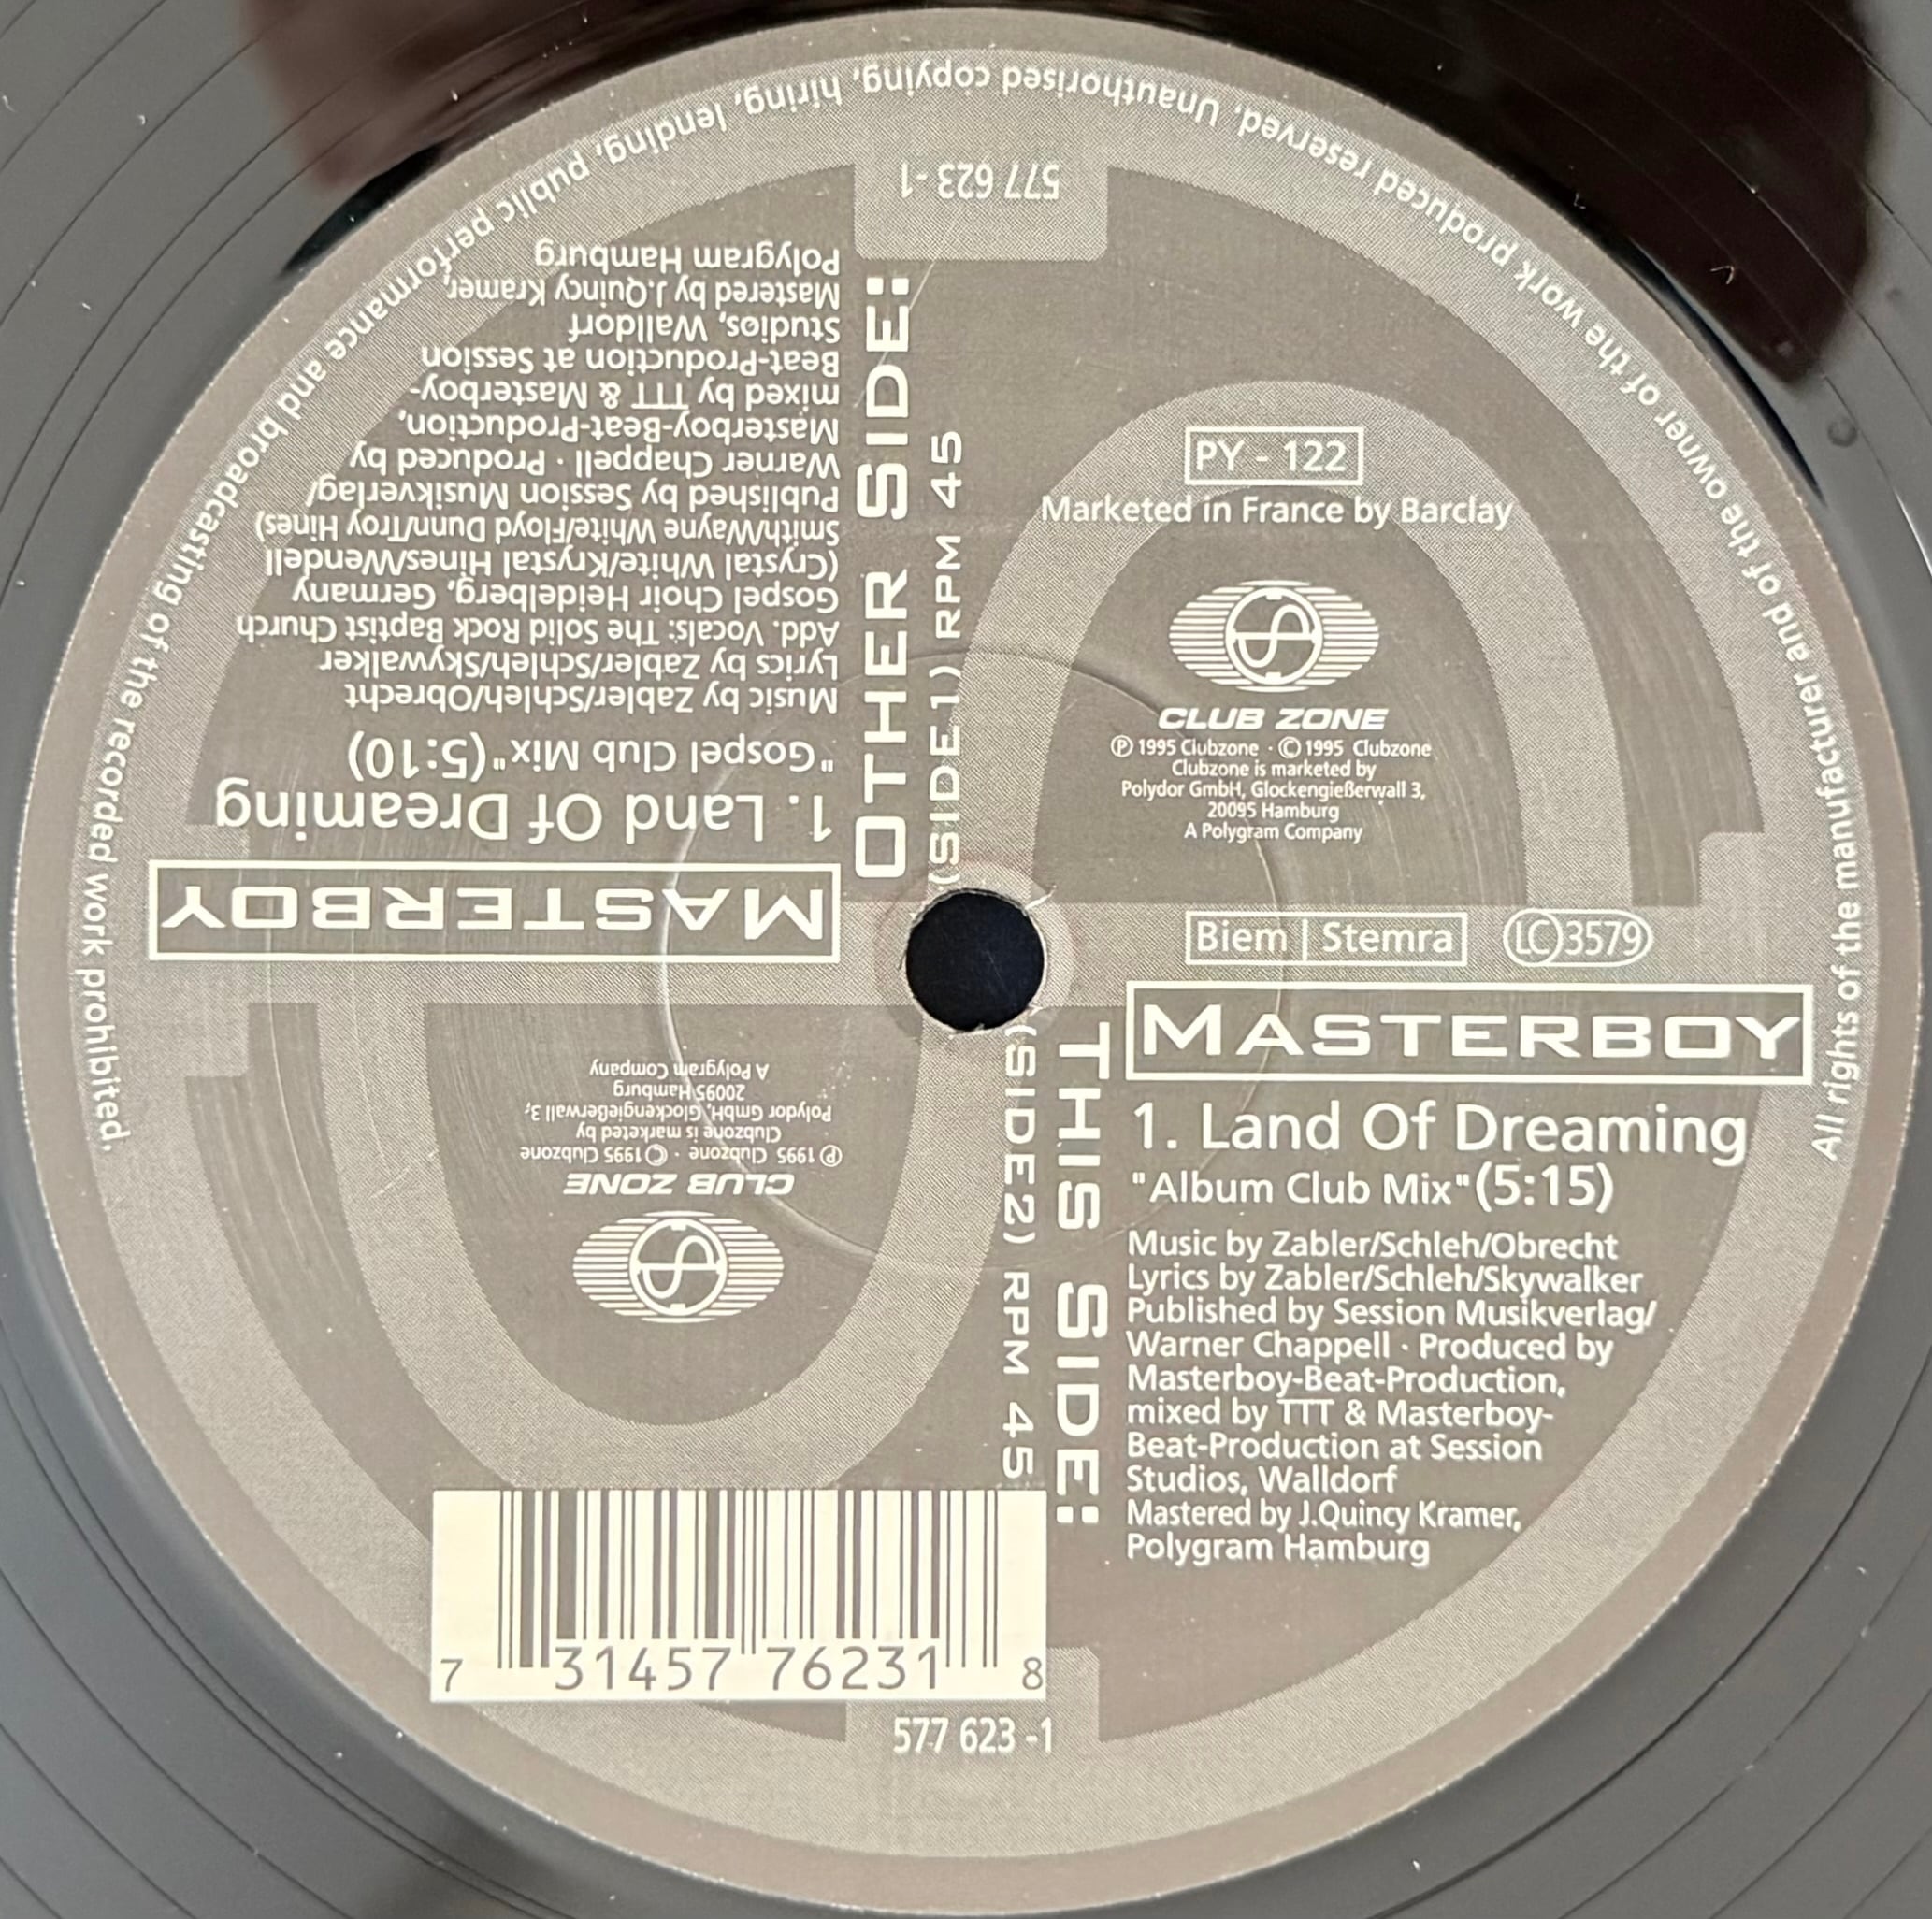 PY - 122
Marketed in France by Barclay
CLUB ZONE
℗ 1995 Clubzone · © 1995 Clubzone
Clubzone is marketed by
Polydor GmbH, Glockengießerwall 3,
20095 Hamburg
A Polygram Company
Biem | Stemra
LC 3579
THIS SIDE:
(SIDE2) RPM 45
MASTERBOY
1. Land Of Dreaming
"Album Club Mix" (5:15)
Music by Zabler/Schleh/Obrecht
Lyrics by Zabler/Schleh/Skywalker
Published by Session Musikverlag/
Warner Chappell · Produced by
Masterboy-Beat-Production,
mixed by TTT & Masterboy-
Beat-Production at Session
Studios, Walldorf
Mastered by J.Quincy Kramer,
Polygram Hamburg
7 31457 76231 8
577 623 -1
OTHER SIDE:
(SIDE1) RPM 45
MASTERBOY
1. Land Of Dreaming
"Gospel Club Mix" (5:10)
Music by Zabler/Schleh/Obrecht
Lyrics by Zabler/Schleh/Skywalker
Add. Vocals: The Solid Rock Baptist Church
Gospel Choir Heidelberg, Germany
(Crystal White/Krystal Hines/Wendell
Smith/Wayne White/Floyd Dunn/Troy Hines)
Published by Session Musikverlag/
Warner Chappell · Produced by
Masterboy-Beat-Production,
mixed by TTT & Masterboy-
Beat-Production at Session
Studios, Walldorf
Mastered by J.Quincy Kramer,
Polygram Hamburg
577 623 -1
CLUB ZONE
℗ 1995 Clubzone · © 1995 Clubzone
Clubzone is marketed by
Polydor GmbH, Glockengießerwall 3,
20095 Hamburg
A Polygram Company
All rights of the manufacturer and of the owner of the work produced reserved. Unauthorised copying, hiring, lending, public performance and broadcasting of the recorded work prohibited.